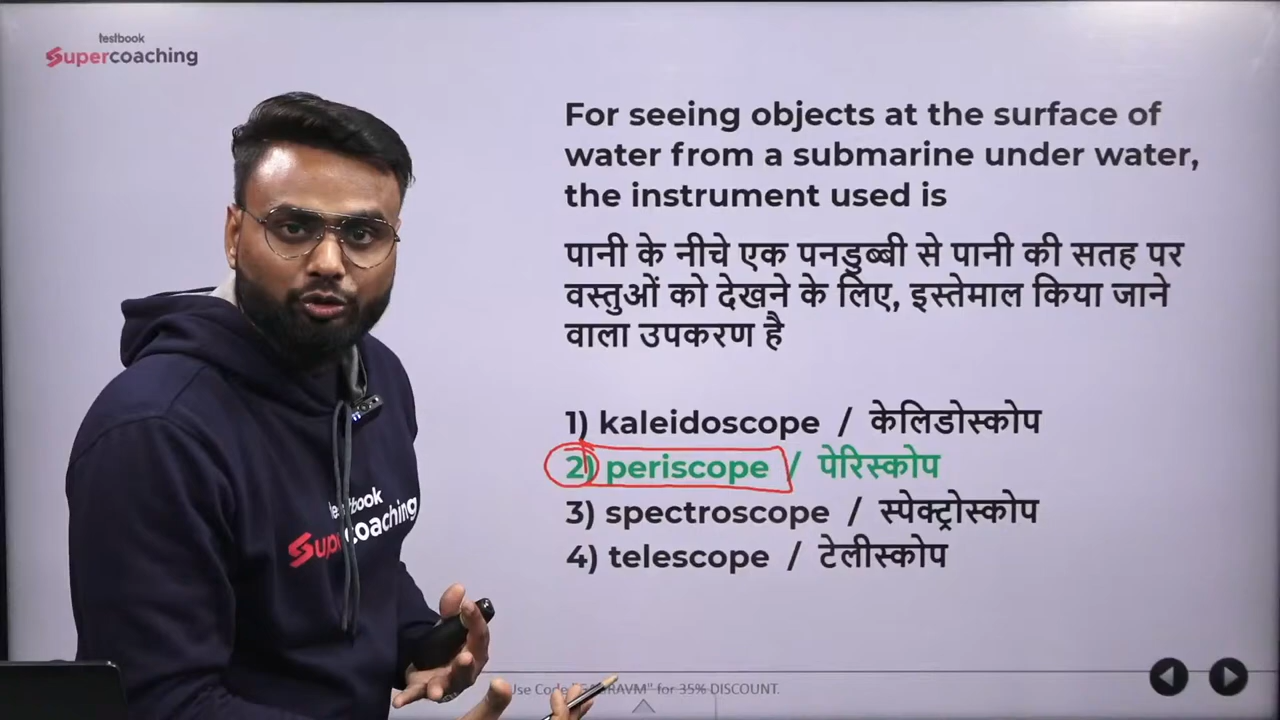 testbook
Supercoaching
For seeing objects at the surface of
water from a submarine under water,
the instrument used is
पानी के नीचे एक पनडुब्बी से पानी की सतह पर
वस्तुओं को देखने के लिए, इस्तेमाल किया जाने
वाला उपकरण है
1) kaleidoscope / केलिडोस्कोप
2) periscope / पेरिस्कोप
3) spectroscope / स्पेक्ट्रोस्कोप
4) telescope / टेलीस्कोप
testbook
Supercoaching
Use Code for 35% DISCOUNT.